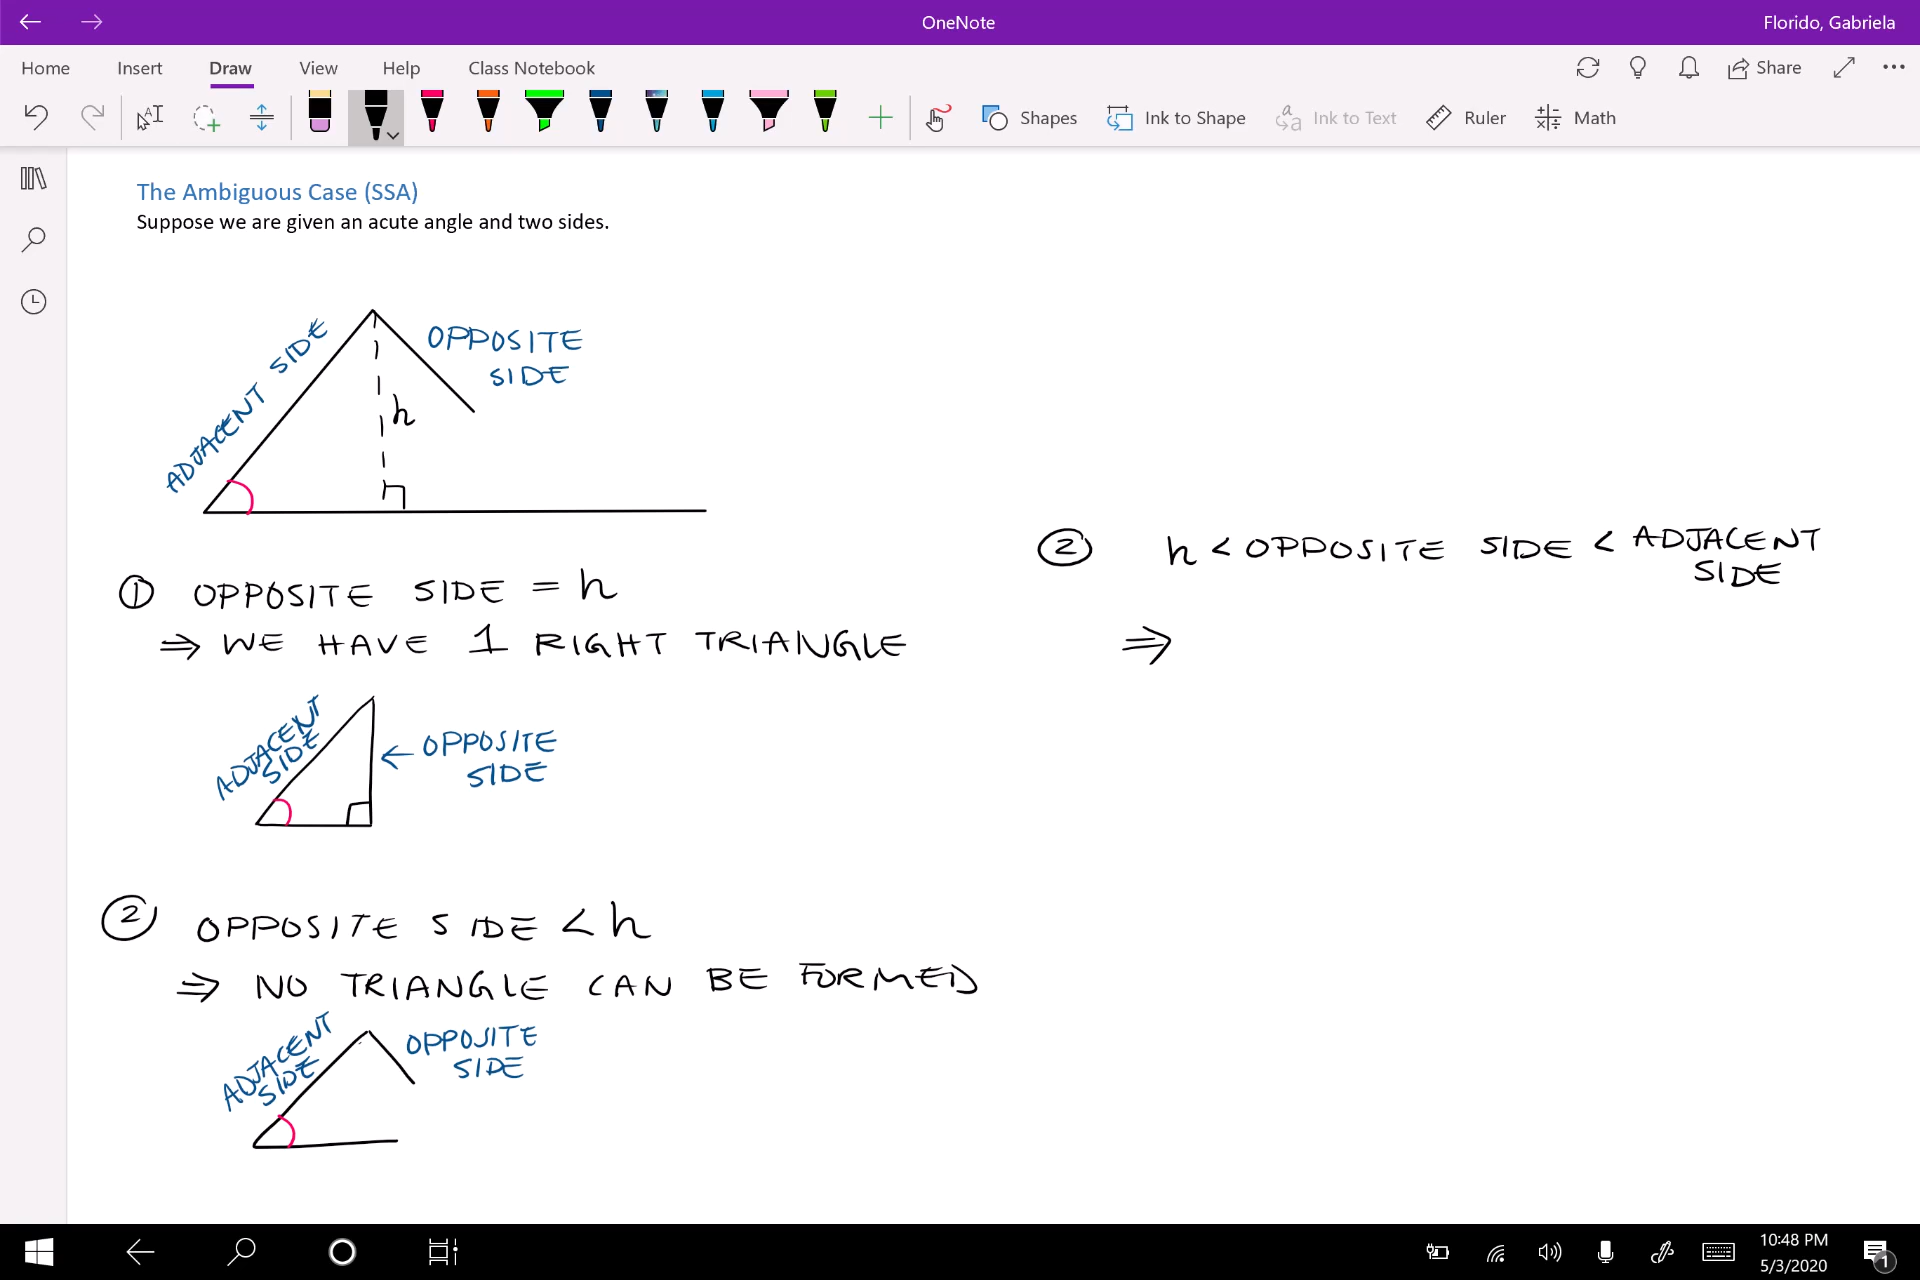 OneNote
Florido, Gabriela
Home Insert Draw View Help Class Notebook
Share
Shapes Ink to Shape Ink to Text Ruler Math
The Ambiguous Case (SSA)
Suppose we are given an acute angle and two sides.
ADJACENT SIDE
OPPOSITE
SIDE
h
① OPPOSITE SIDE = h
⇒ WE HAVE 1 RIGHT TRIANGLE
ADJACENT
SIDE
← OPPOSITE
SIDE
② OPPOSITE SIDE < h
⇒ NO TRIANGLE CAN BE FORMED
ADJACENT
SIDE
OPPOSITE
SIDE
② h < OPPOSITE SIDE < ADJACENT
SIDE
⇒
10:48 PM
5/3/2020
1